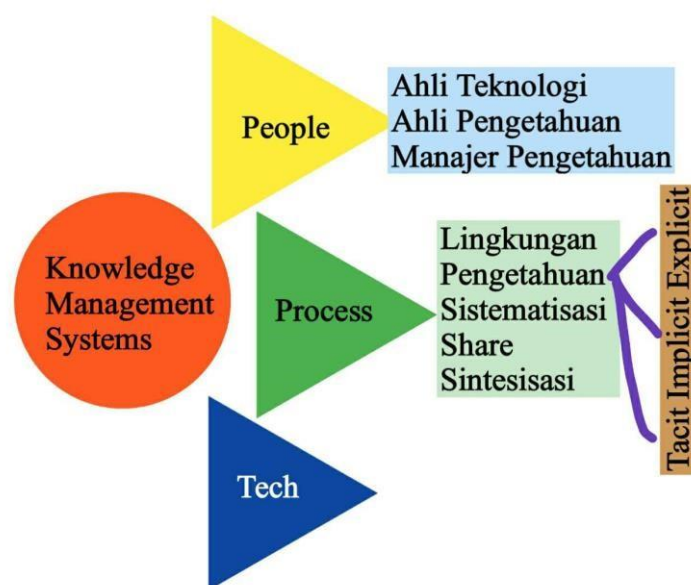 People
Ahli Teknologi
Ahli Pengetahuan
Manajer Pengetahuan
Knowledge
Management
Systems
Process
Lingkungan
Pengetahuan
Sistematisasi
Share
Sintesisasi
Tacit Implicit Explicit
Tech